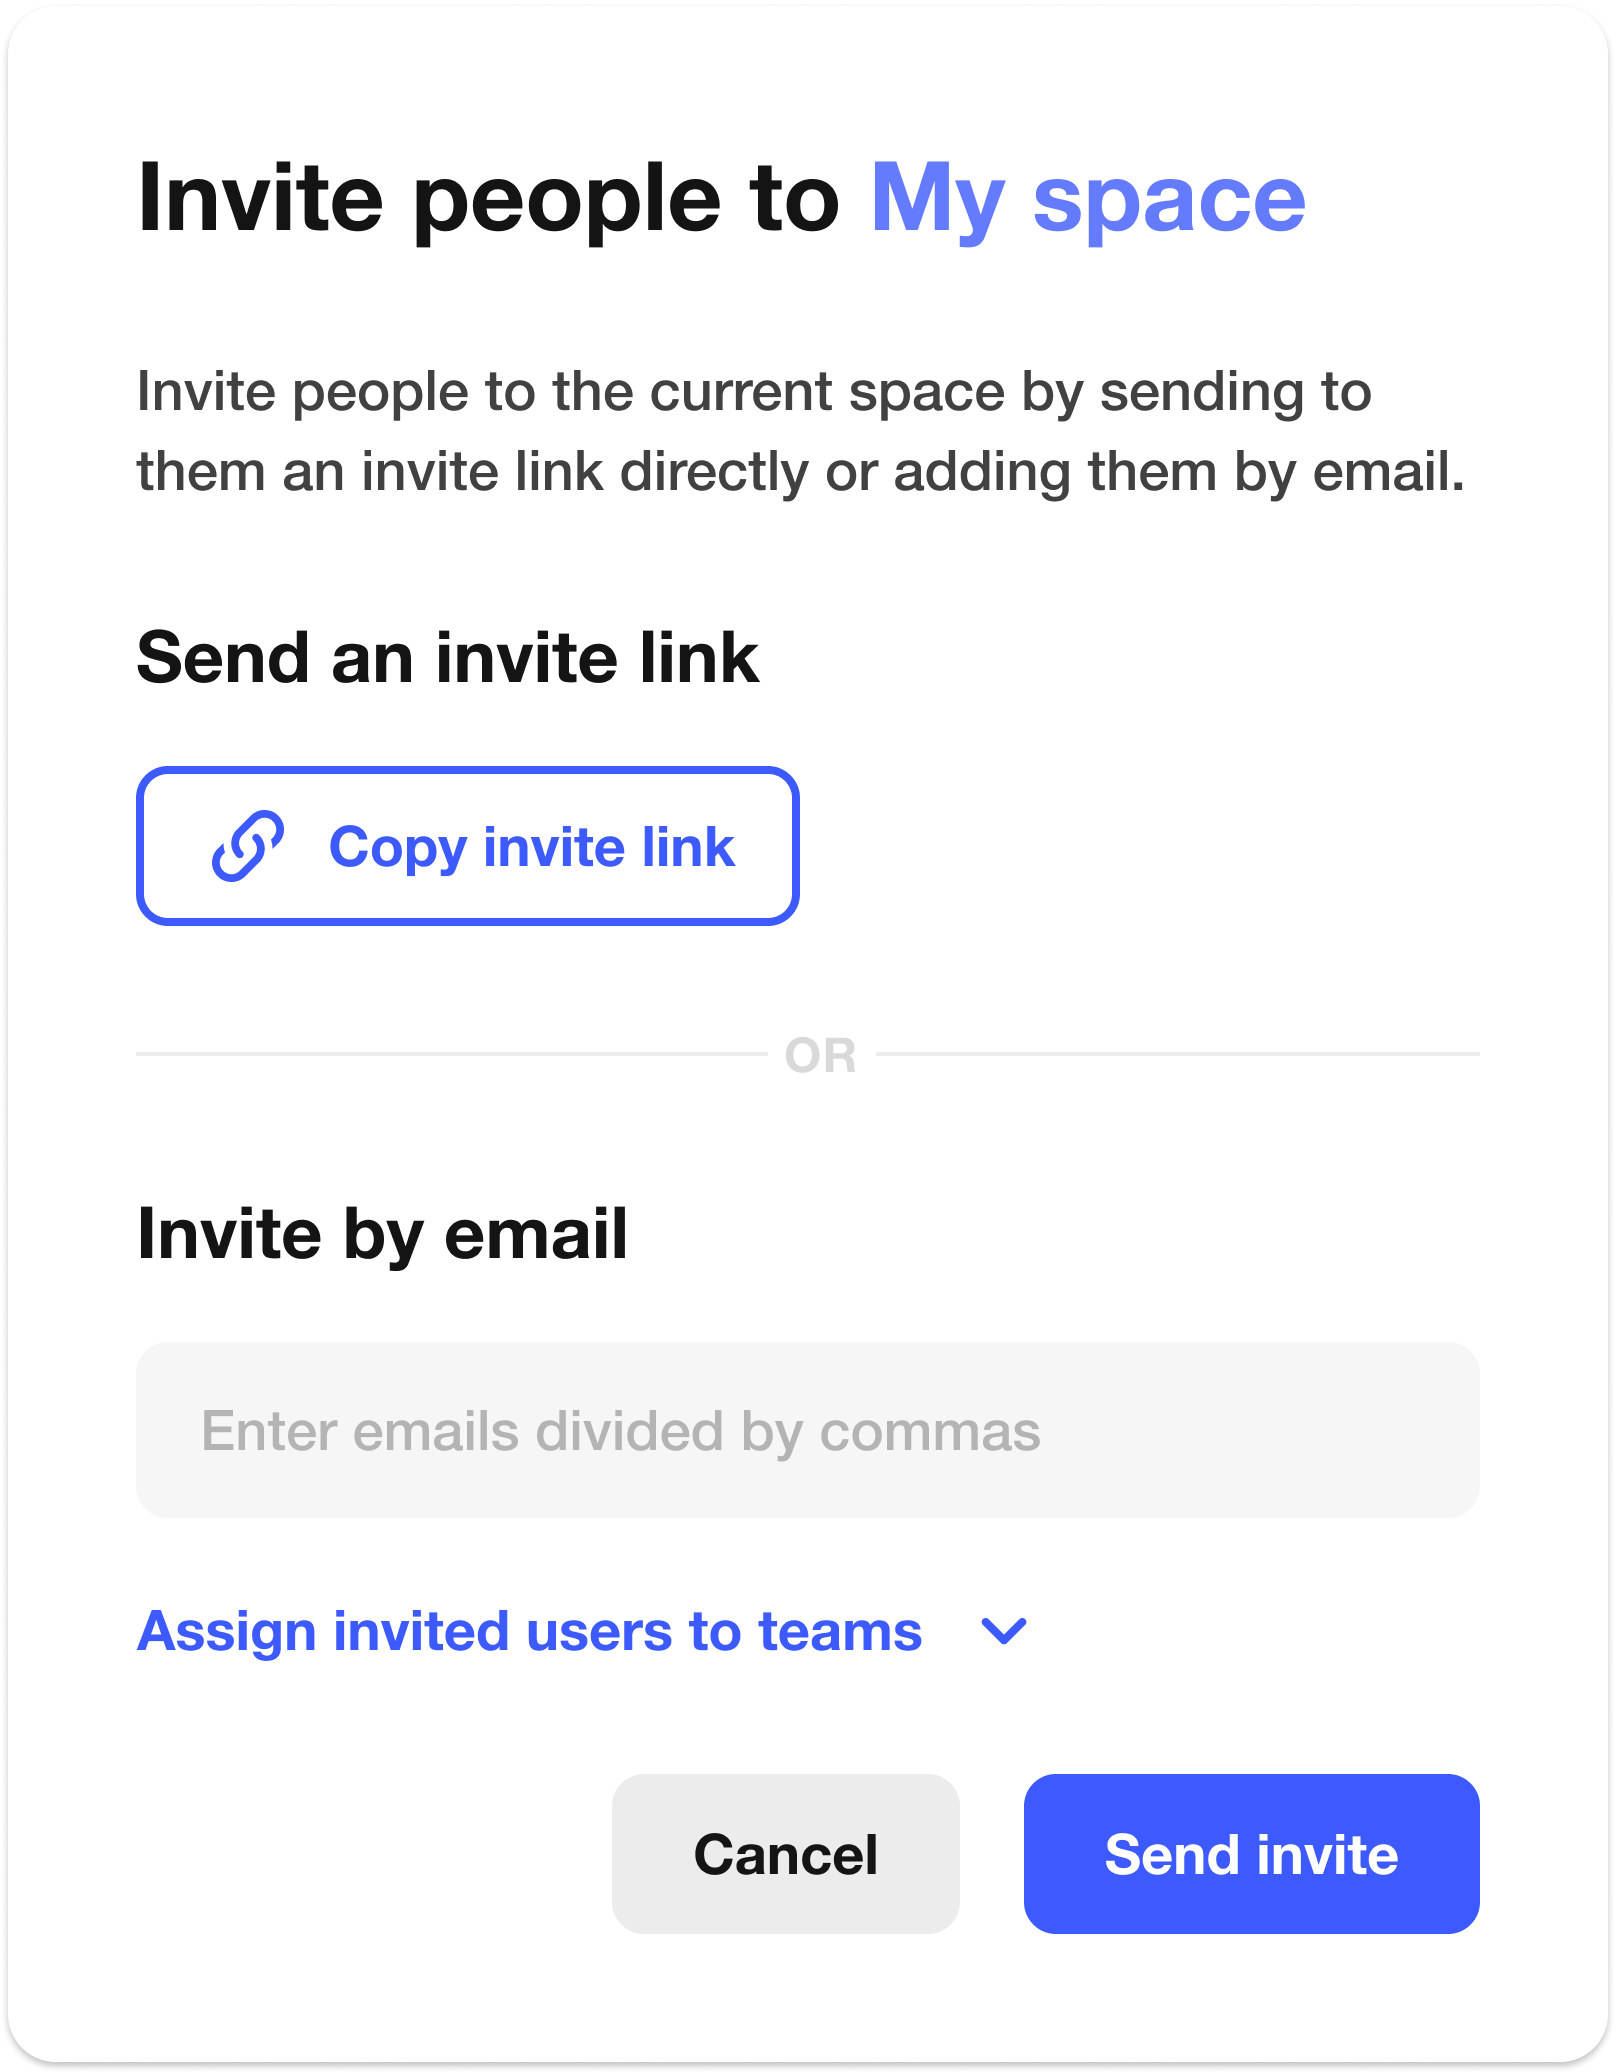 Invite people to My space
Invite people to the current space by sending to
them an invite link directly or adding them by email.
Send an invite link
Copy invite link
OR
Invite by email
Enter emails divided by commas
Assign invited users to teams
Cancel
Send invite